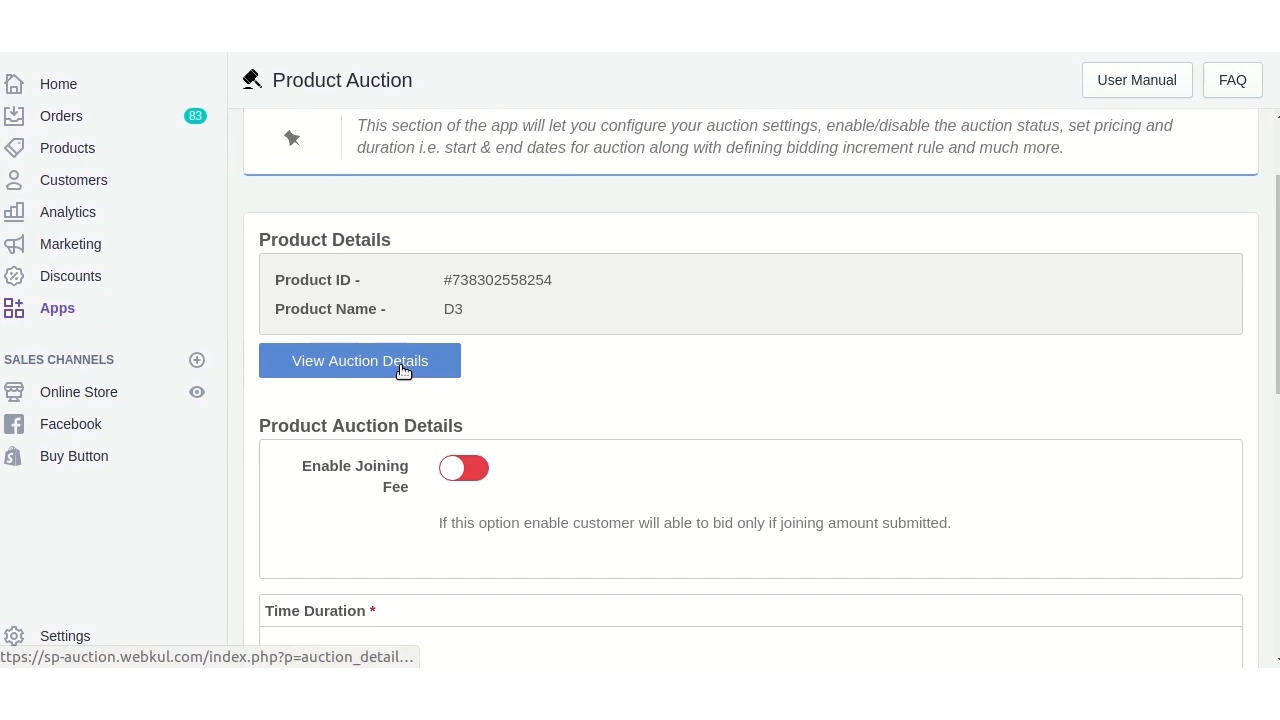 Product Auction
User Manual
FAQ
Home
Orders 83
Products
Customers
Analytics
Marketing
Discounts
Apps
SALES CHANNELS
Online Store
Facebook
Buy Button
Settings
This section of the app will let you configure your auction settings, enable/disable the auction status, set pricing and
duration i.e. start & end dates for auction along with defining bidding increment rule and much more.
Product Details
Product ID - #738302558254
Product Name - D3
View Auction Details
Product Auction Details
Enable Joining
Fee
If this option enable customer will able to bid only if joining amount submitted.
Time Duration *
ttps://sp-auction.webkul.com/index.php?p=auction_detail...